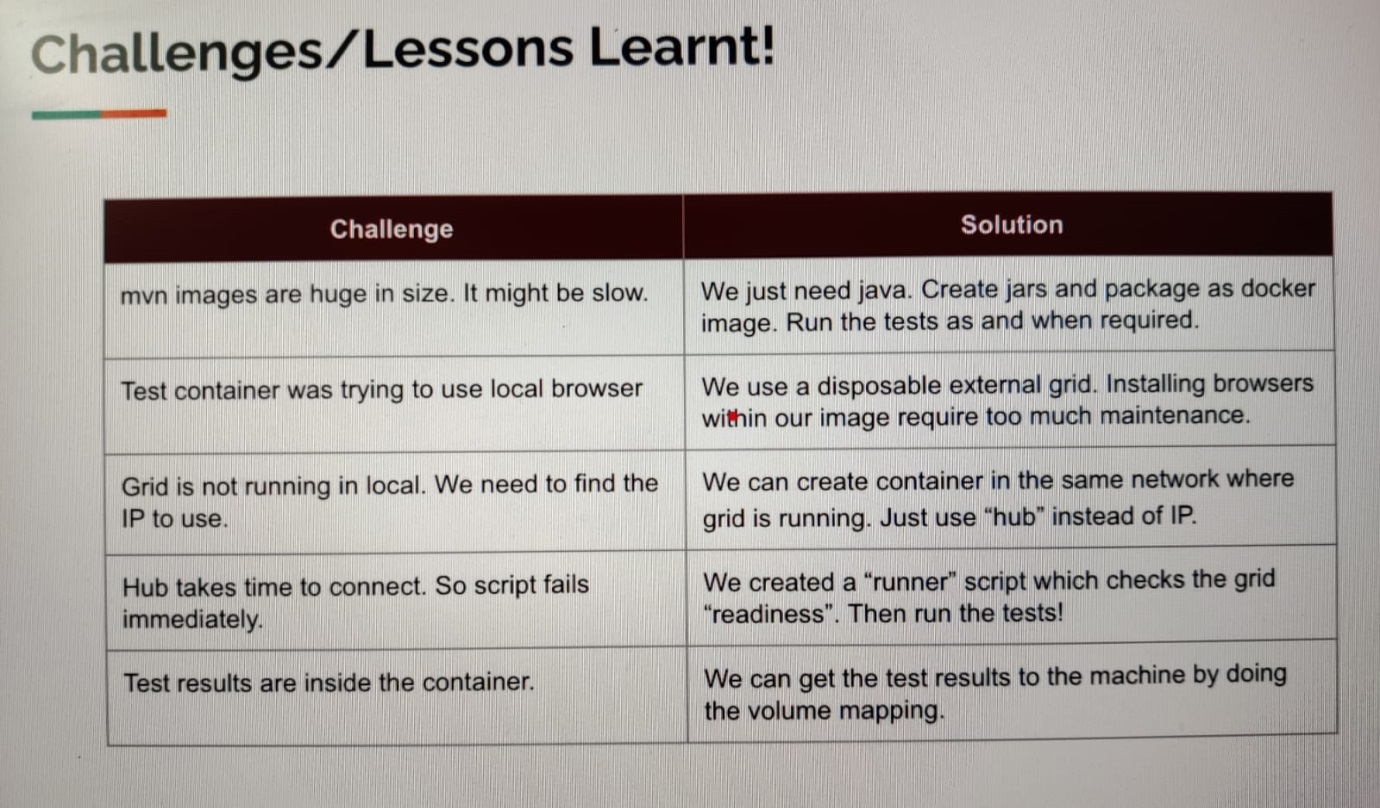 Challenges/Lessons Learnt!
Challenge
Solution
mvn images are huge in size. It might be slow.
We just need java. Create jars and package as docker
image. Run the tests as and when required.
Test container was trying to use local browser
We use a disposable external grid. Installing browsers
within our image require too much maintenance.
Grid is not running in local. We need to find the
IP to use.
We can create container in the same network where
grid is running. Just use “hub” instead of IP.
Hub takes time to connect. So script fails
immediately.
We created a “runner” script which checks the grid
“readiness”. Then run the tests!
Test results are inside the container.
We can get the test results to the machine by doing
the volume mapping.